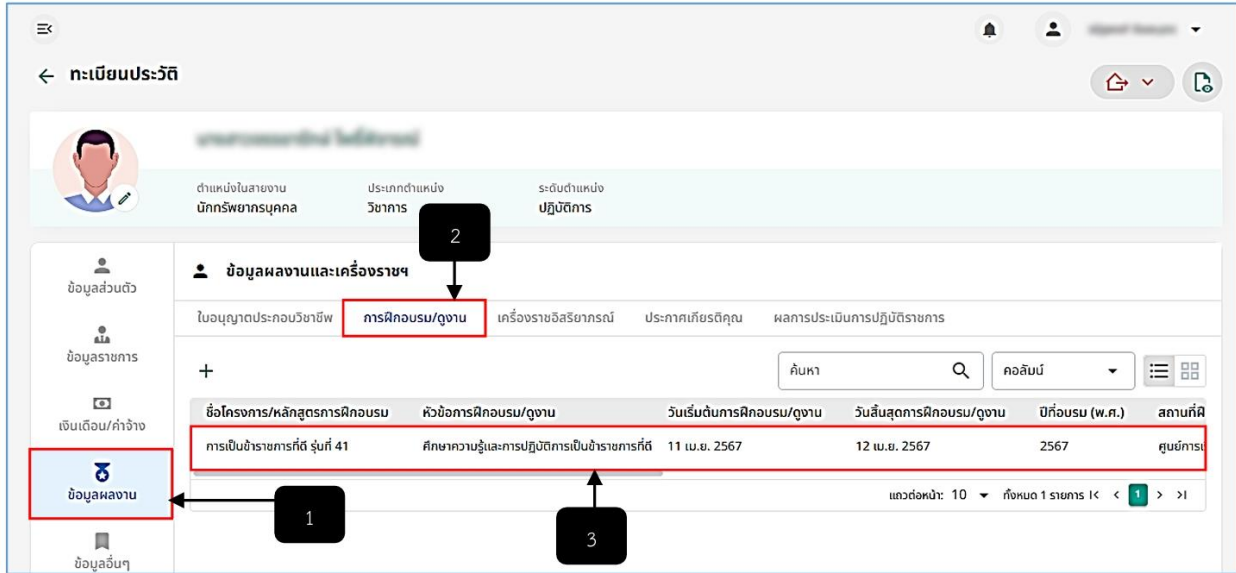 ทะเบียนประวัติ
ตำแหน่งในสายงาน ประเภทตำแหน่ง ระดับตำแหน่ง
นักทรัพยากรบุคคล วิชาการ ปฏิบัติการ
2
ข้อมูลส่วนตัว
ข้อมูลราชการ
เงินเดือน/ค่าจ้าง
ข้อมูลผลงาน
ข้อมูลอื่นๆ
ข้อมูลผลงานและเครื่องราชฯ
ใบอนุญาตประกอบวิชาชีพ การฝึกอบรม/ดูงาน เครื่องราชอิสริยาภรณ์ ประกาศเกียรติคุณ ผลการประเมินการปฏิบัติราชการ
ค้นหา คอลัมน์
ชื่อโครงการ/หลักสูตรการฝึกอบรม หัวข้อการฝึกอบรม/ดูงาน วันเริ่มต้นการฝึกอบรม/ดูงาน วันสิ้นสุดการฝึกอบรม/ดูงาน ปีที่อบรม (พ.ศ.) สถานที่ฝึ
การเป็นข้าราชการที่ดี รุ่นที่ 41 ศึกษาความรู้และการปฏิบัติการเป็นข้าราชการที่ดี 11 เม.ย. 2567 12 เม.ย. 2567 2567 ศูนย์การ
แถวต่อหน้า: 10 ทั้งหมด 1 รายการ 1
1
3